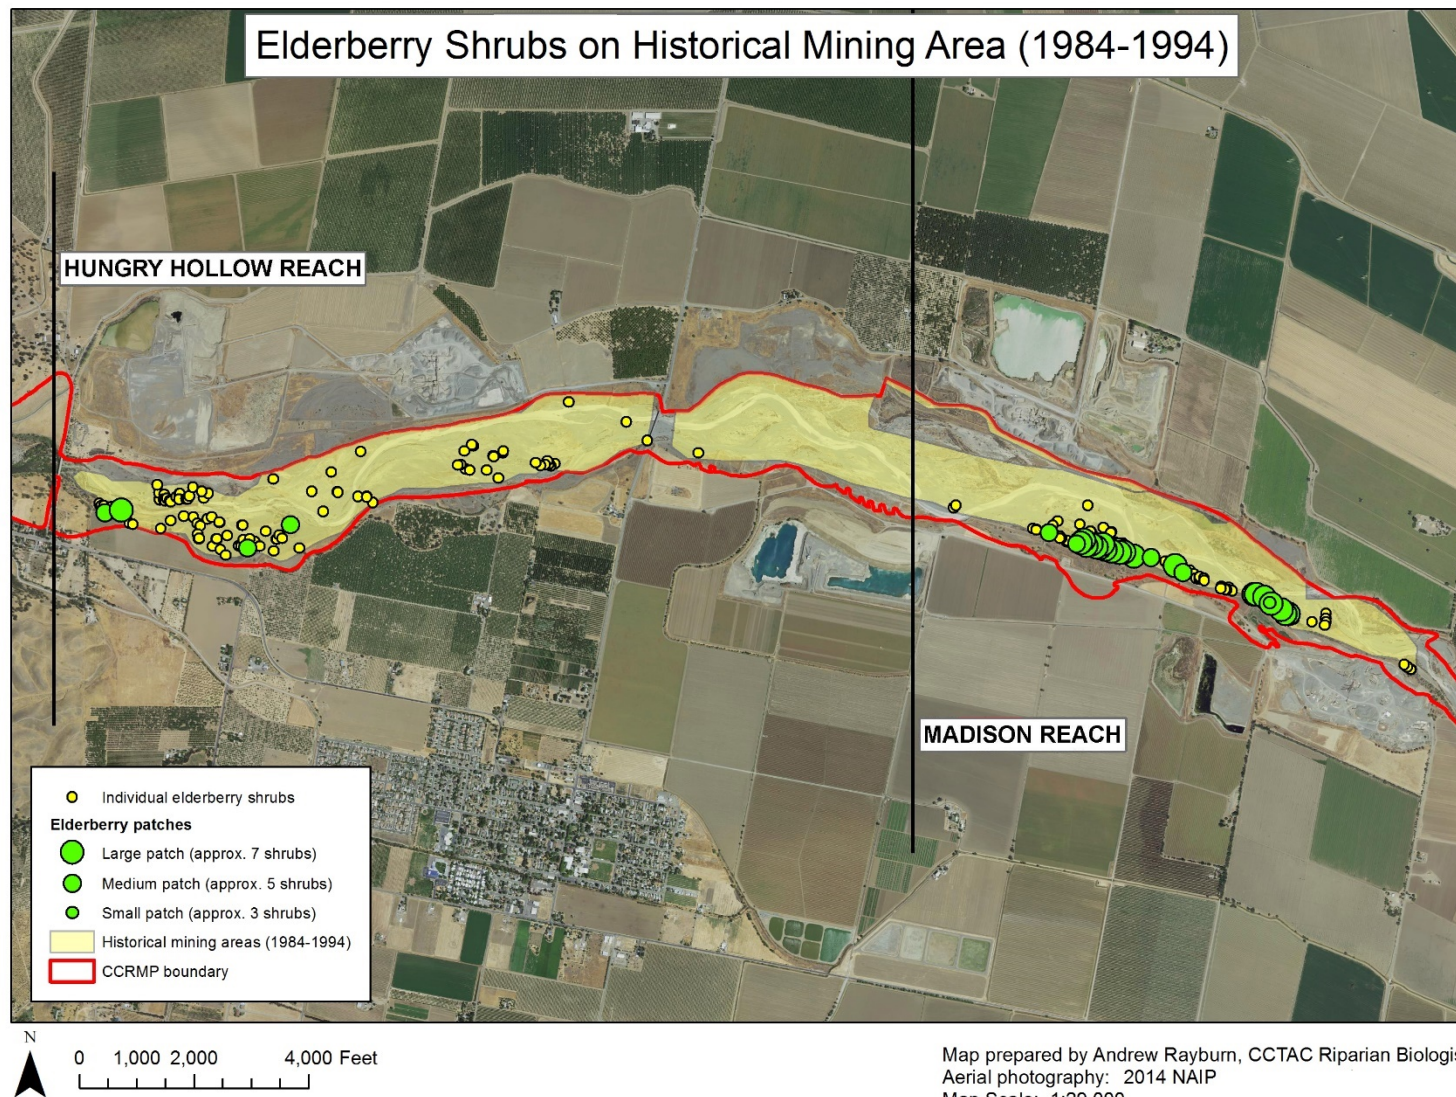 Elderberry Shrubs on Historical Mining Area (1984-1994)
HUNGRY HOLLOW REACH
MADISON REACH
Individual elderberry shrubs
Elderberry patches
Large patch (approx. 7 shrubs)
Medium patch (approx. 5 shrubs)
Small patch (approx. 3 shrubs)
Historical mining areas (1984-1994)
CCRMP boundary
N
0 1,000 2,000 4,000 Feet
Map prepared by Andrew Rayburn, CCTAC Riparian Biologis
Aerial photography: 2014 NAIP
Map Scale: